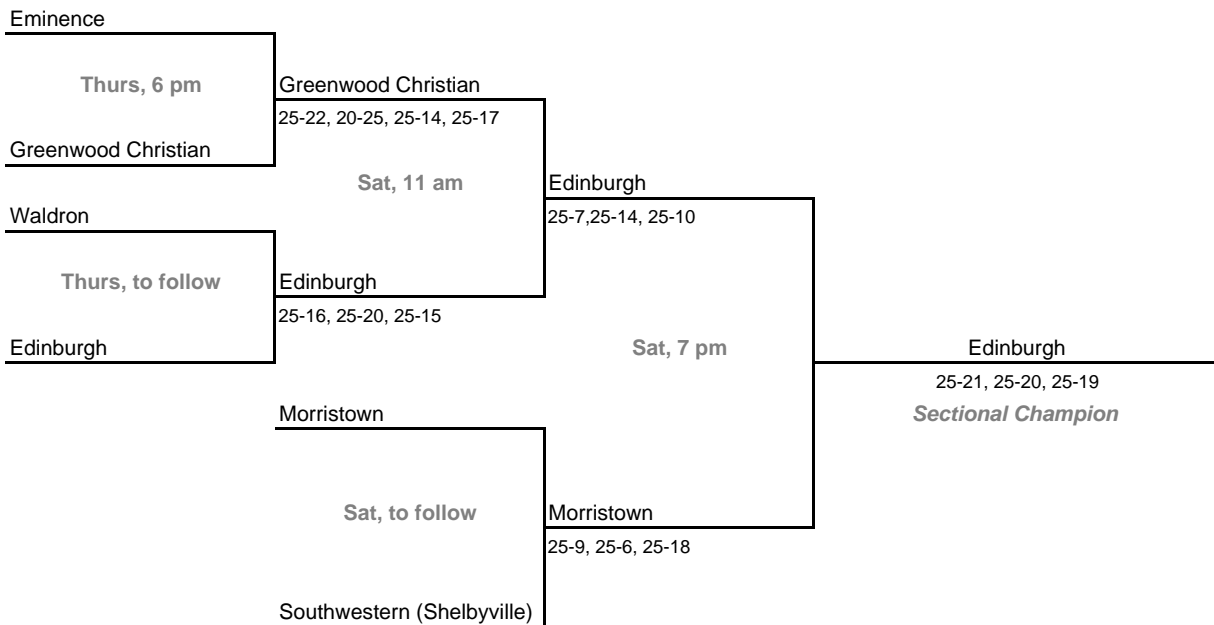 Eminence
Thurs, 6 pm
Greenwood Christian
25-22, 20-25, 25-14, 25-17
Greenwood Christian
Sat, 11 am
Edinburgh
25-7,25-14, 25-10
Waldron
Thurs, to follow
Edinburgh
25-16, 25-20, 25-15
Edinburgh
Sat, 7 pm
Edinburgh
25-21, 25-20, 25-19
Sectional Champion
Morristown
Sat, to follow
Morristown
25-9, 25-6, 25-18
Southwestern (Shelbyville)